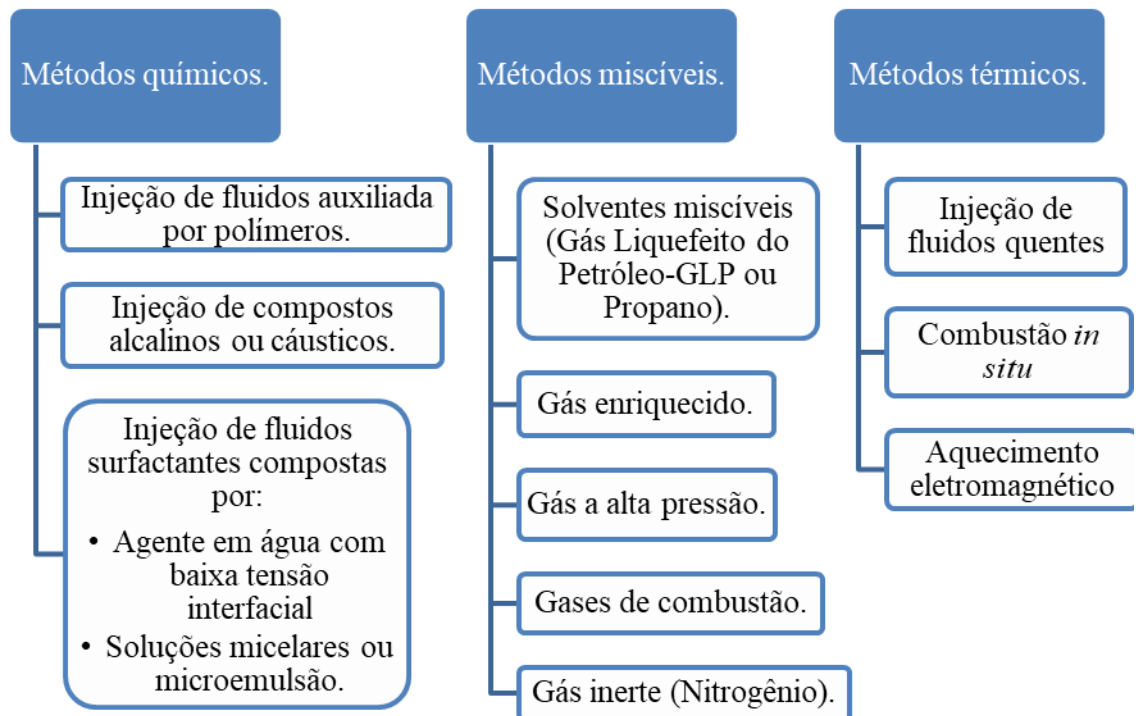 Métodos químicos.
Injeção de fluidos auxiliada
por polímeros.
Injeção de compostos
alcalinos ou cáusticos.
Injeção de fluidos
surfactantes compostas
por:
• Agente em água com
baixa tensão
interfacial
• Soluções micelares ou
microemulsão.
Métodos miscíveis.
Solventes miscíveis
(Gás Liquefeito do
Petróleo-GLP ou
Propano).
Gás enriquecido.
Gás a alta pressão.
Gases de combustão.
Gás inerte (Nitrogênio).
Métodos térmicos.
Injeção de
fluidos quentes
Combustão in
situ
Aquecimento
eletromagnético